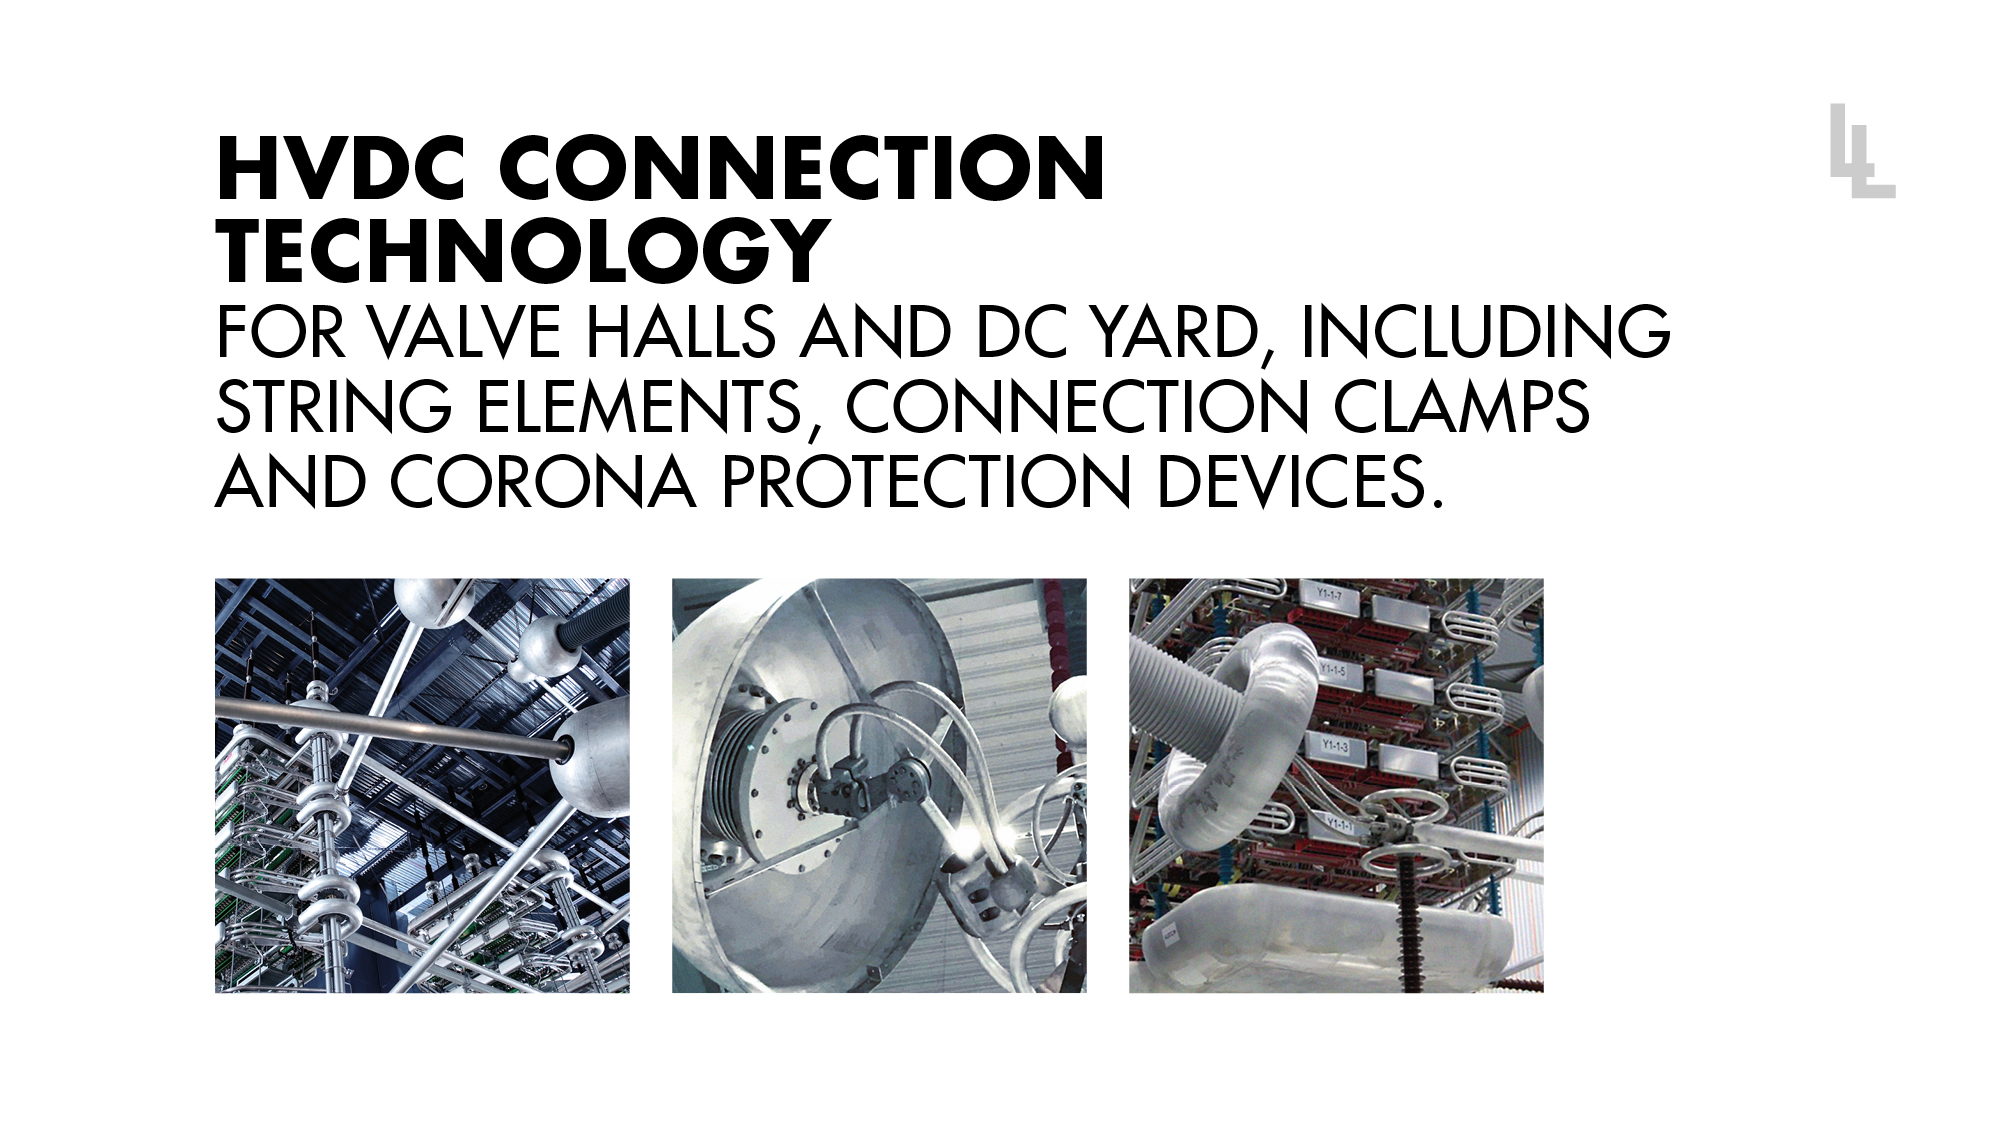 HVDC CONNECTION
TECHNOLOGY
FOR VALVE HALLS AND DC YARD, INCLUDING
STRING ELEMENTS, CONNECTION CLAMPS
AND CORONA PROTECTION DEVICES.
LL
Y1-1-7
Y1-1-5
Y1-1-3
Y1-1-1